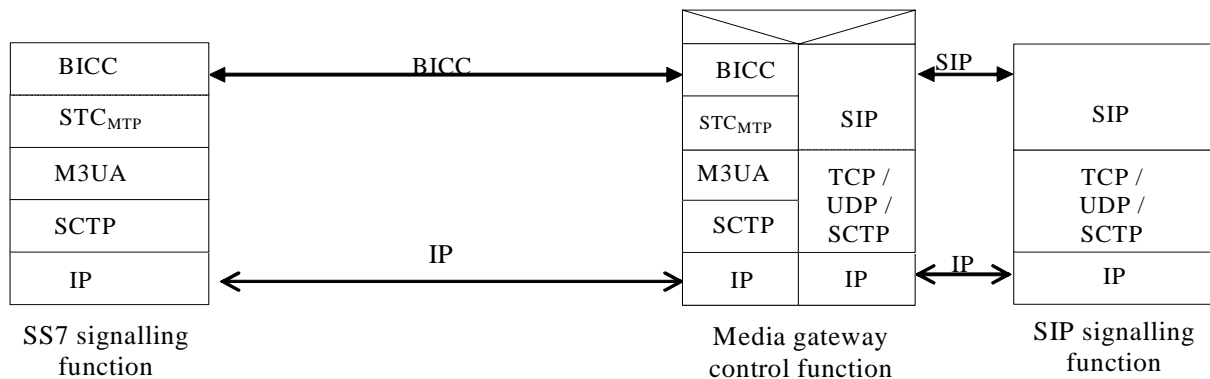 BICC
STCMTP
M3UA
SCTP
IP
SS7 signalling
function
BICC
IP
BICC
STCMTP
M3UA
SCTP
IP
SIP
TCP /
UDP /
SCTP
IP
Media gateway
control function
SIP
IP
SIP
TCP /
UDP /
SCTP
IP
SIP signalling
function